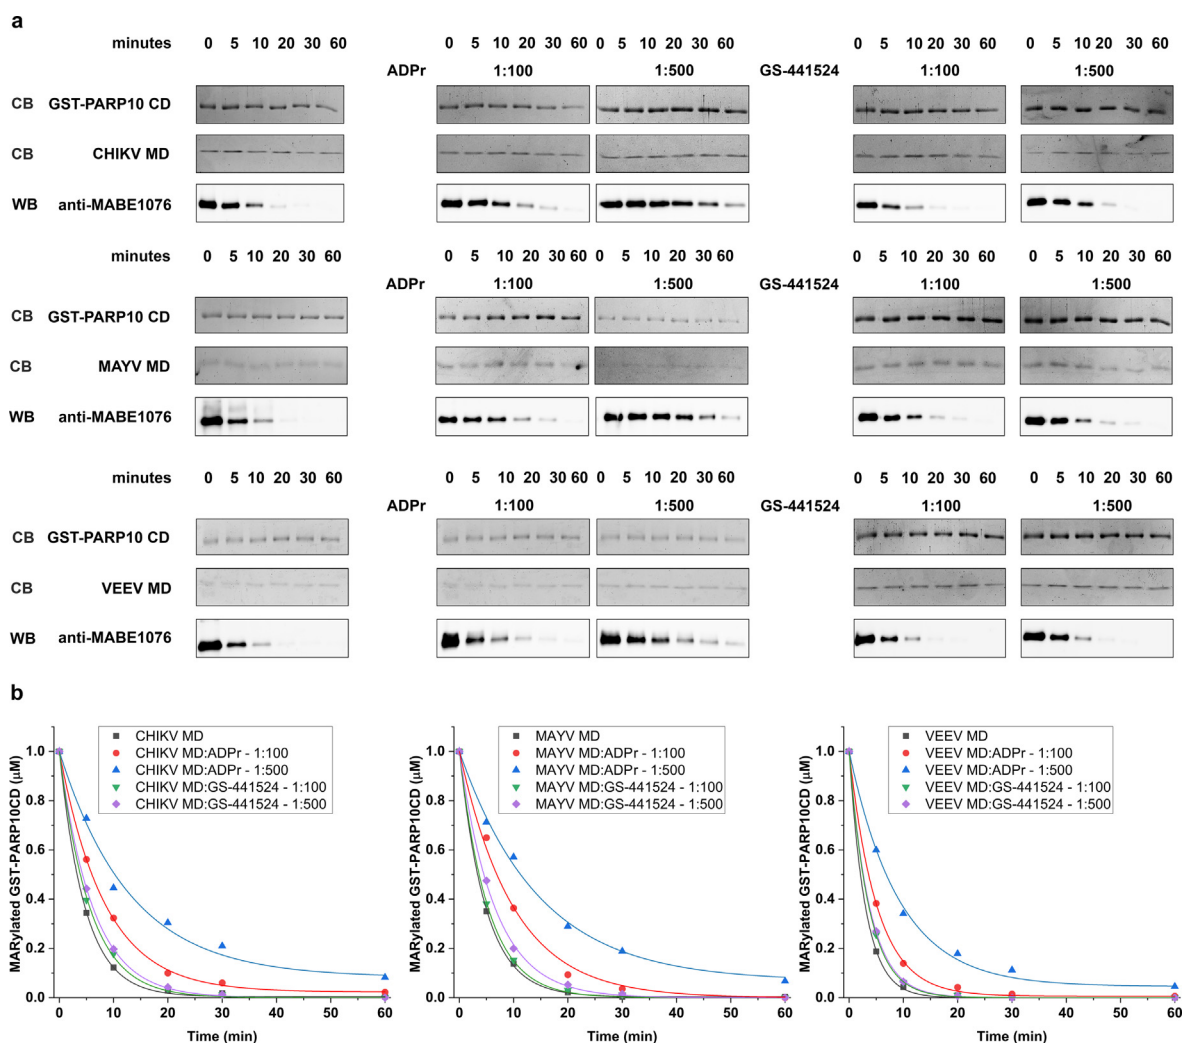 a
minutes 0 5 10 20 30 60 0 5 10 20 30 60 0 5 10 20 30 60 0 5 10 20 30 60 0 5 10 20 30 60
ADPr 1:100 1:500 GS-441524 1:100 1:500
CB GST-PARP10 CD
CB CHIKV MD
WB anti-MABE1076
minutes 0 5 10 20 30 60 0 5 10 20 30 60 0 5 10 20 30 60 0 5 10 20 30 60 0 5 10 20 30 60
ADPr 1:100 1:500 GS-441524 1:100 1:500
CB GST-PARP10 CD
CB MAYV MD
WB anti-MABE1076
minutes 0 5 10 20 30 60 0 5 10 20 30 60 0 5 10 20 30 60 0 5 10 20 30 60 0 5 10 20 30 60
ADPr 1:100 1:500 GS-441524 1:100 1:500
CB GST-PARP10 CD
CB VEEV MD
WB anti-MABE1076
b
MARylated GST-PARP10CD (μM)
1.0
0.8
0.6
0.4
0.2
0.0
CHIKV MD
CHIKV MD:ADPr - 1:100
CHIKV MD:ADPr - 1:500
CHIKV MD:GS-441524 - 1:100
CHIKV MD:GS-441524 - 1:500
0 10 20 30 40 50 60
Time (min)
MARylated GST-PARP10CD (μM)
1.0
0.8
0.6
0.4
0.2
0.0
MAYV MD
MAYV MD:ADPr - 1:100
MAYV MD:ADPr - 1:500
MAYV MD:GS-441524 - 1:100
MAYV MD:GS-441524 - 1:500
0 10 20 30 40 50 60
Time (min)
MARylated GST-PARP10CD (μM)
1.0
0.8
0.6
0.4
0.2
0.0
VEEV MD
VEEV MD:ADPr - 1:100
VEEV MD:ADPr - 1:500
VEEV MD:GS-441524 - 1:100
VEEV MD:GS-441524 - 1:500
0 10 20 30 40 50 60
Time (min)